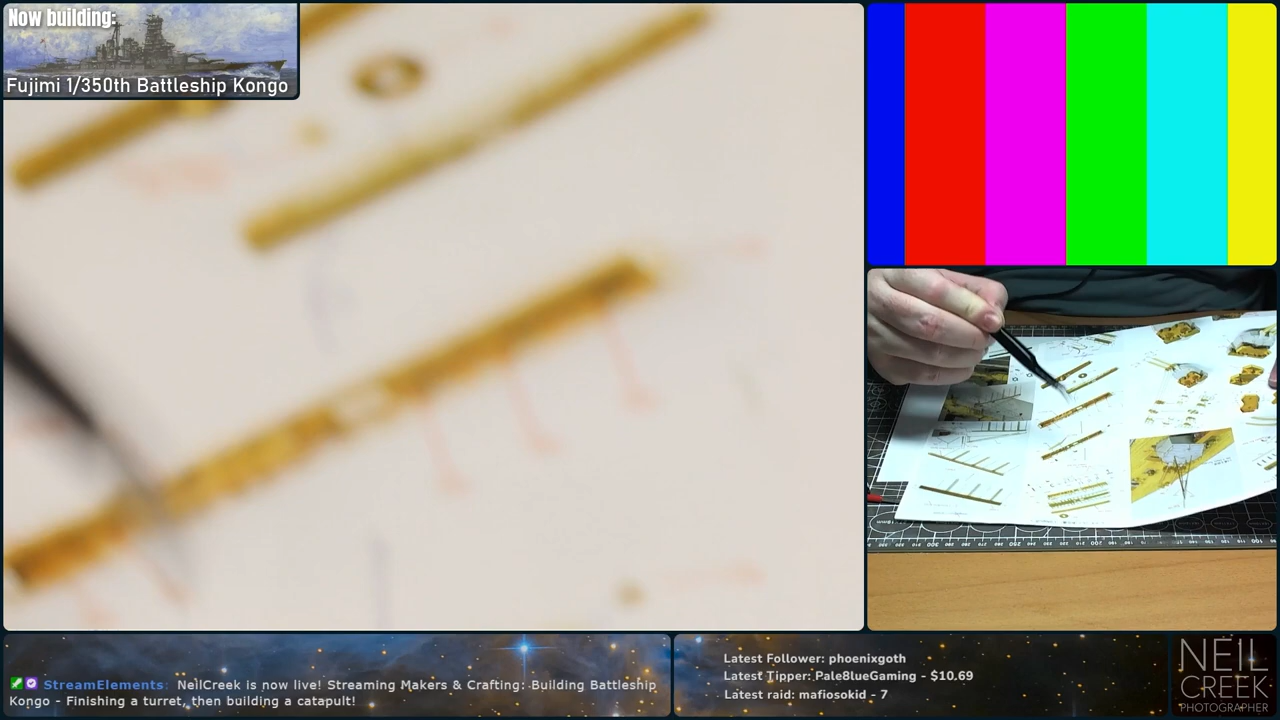 Now building:
Fujimi 1/350th Battleship Kongo
StreamElements: NeilCreek is now live! Streaming Makers & Crafting: Building Battleship
Kongo - Finishing a turret, then building a catapult!
Latest Follower: phoenixgoth
Latest Tipper: Pale8lueGaming - $10.69
Latest raid: mafiosokid - 7
NEIL
CREEK
PHOTOGRAPHER